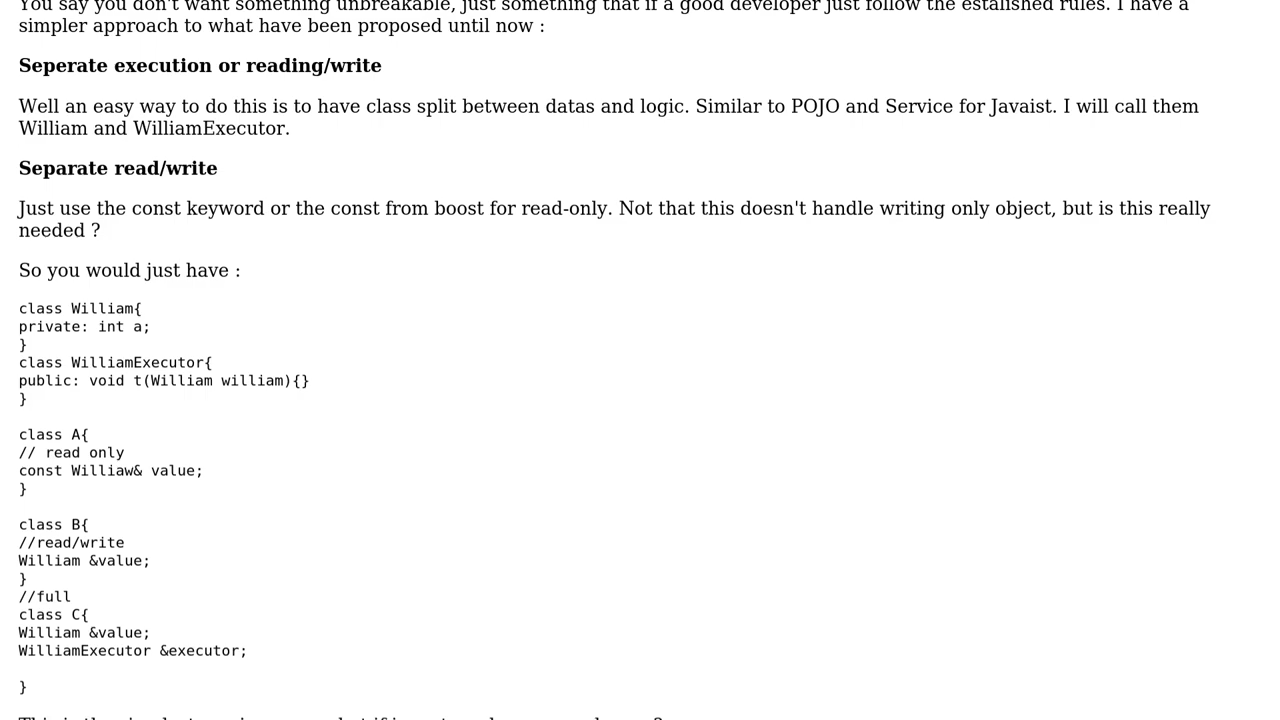 You say you don't want something unbreakable, just something that if a good developer just follow the estalished rules. I have a
simpler approach to what have been proposed until now :
Seperate execution or reading/write
Well an easy way to do this is to have class split between datas and logic. Similar to POJO and Service for Javaist. I will call them
William and WilliamExecutor.
Separate read/write
Just use the const keyword or the const from boost for read-only. Not that this doesn't handle writing only object, but is this really
needed ?
So you would just have :
class William{
private: int a;
}
class WilliamExecutor{
public: void t(William william){}
}
class A{
// read only
const Williaw& value;
}
class B{
//read/write
William &value;
}
//full
class C{
William &value;
WilliamExecutor &executor;
}